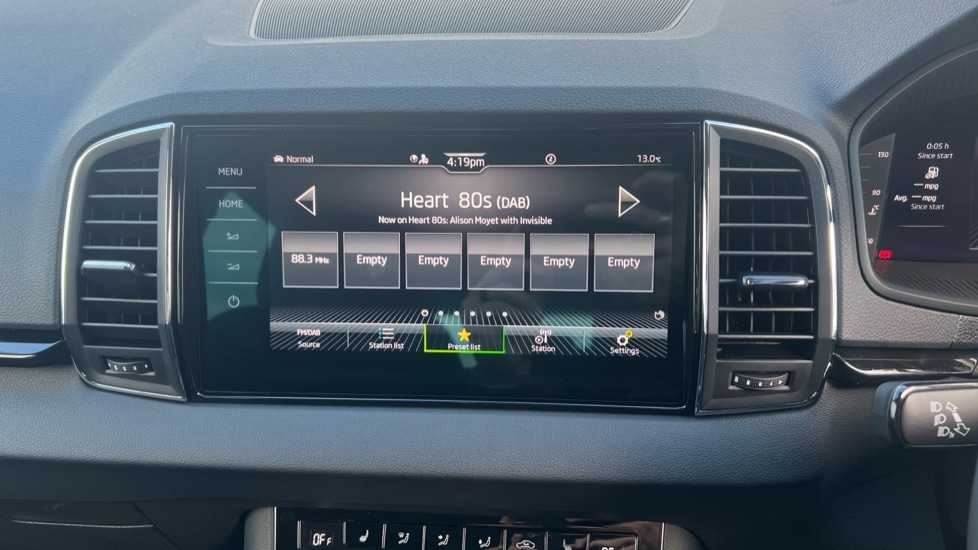 MENU
HOME
Normal
4:19pm
2
13.0°C
Heart 80s (DAB)
Now on Heart 80s: Alison Moyet with Invisible
88.3 MHz
Empty
Empty
Empty
Empty
Empty
FM/DAB
Source
Station list
Preset list
Station
Settings
130
90
°C
0:05 h
Since start
--- mpg
Avg. --- mpg
Since start
OFF